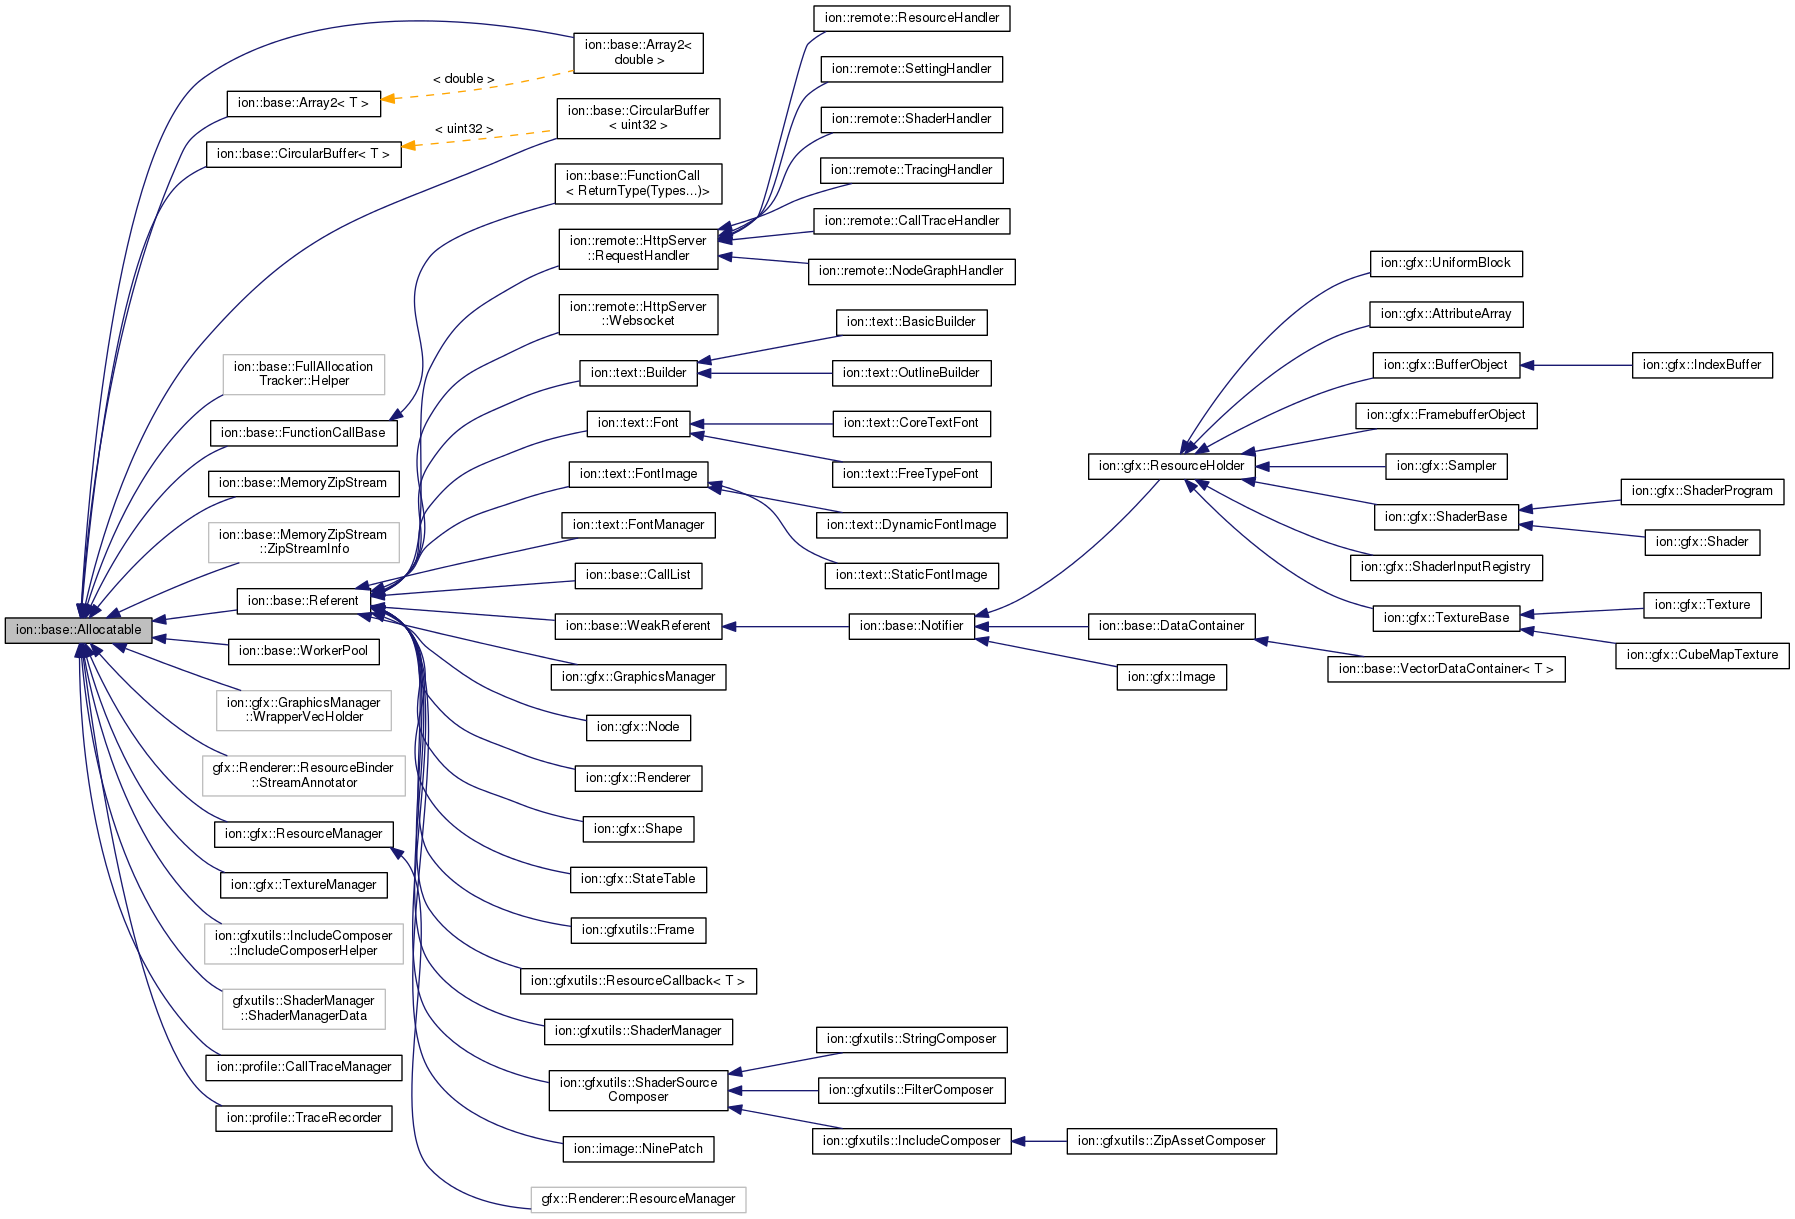 ion::base::Allocatable
ion::base::Array2< T >
ion::base::CircularBuffer< T >
ion::base::FullAllocation
Tracker::Helper
ion::base::FunctionCallBase
ion::base::MemoryZipStream
ion::base::MemoryZipStream
::ZipStreamInfo
ion::base::Referent
ion::base::WorkerPool
ion::gfx::GraphicsManager
::WrapperVecHolder
gfx::Renderer::ResourceBinder
::StreamAnnotator
ion::gfx::ResourceManager
ion::gfx::TextureManager
ion::gfxutils::IncludeComposer
::IncludeComposerHelper
gfxutils::ShaderManager
::ShaderManagerData
ion::profile::CallTraceManager
ion::profile::TraceRecorder
< double >
< uint32 >
ion::base::Array2<
double >
ion::base::CircularBuffer
< uint32 >
ion::base::FunctionCall
< ReturnType(Types...)>
ion::remote::HttpServer
::RequestHandler
ion::remote::HttpServer
::Websocket
ion::text::Builder
ion::text::Font
ion::text::FontImage
ion::text::FontManager
ion::base::CallList
ion::base::WeakReferent
ion::gfx::GraphicsManager
ion::gfx::Node
ion::gfx::Renderer
ion::gfx::Shape
ion::gfx::StateTable
ion::gfxutils::Frame
ion::gfxutils::ResourceCallback< T >
ion::gfxutils::ShaderManager
ion::gfxutils::ShaderSource
Composer
ion::image::NinePatch
gfx::Renderer::ResourceManager
ion::remote::ResourceHandler
ion::remote::SettingHandler
ion::remote::ShaderHandler
ion::remote::TracingHandler
ion::remote::CallTraceHandler
ion::remote::NodeGraphHandler
ion::text::BasicBuilder
ion::text::OutlineBuilder
ion::text::CoreTextFont
ion::text::FreeTypeFont
ion::text::DynamicFontImage
ion::text::StaticFontImage
ion::base::Notifier
ion::gfxutils::StringComposer
ion::gfxutils::FilterComposer
ion::gfxutils::IncludeComposer
ion::gfx::ResourceHolder
ion::base::DataContainer
ion::gfx::Image
ion::gfxutils::ZipAssetComposer
ion::gfx::UniformBlock
ion::gfx::AttributeArray
ion::gfx::BufferObject
ion::gfx::FramebufferObject
ion::gfx::Sampler
ion::gfx::ShaderBase
ion::gfx::ShaderInputRegistry
ion::gfx::TextureBase
ion::base::VectorDataContainer< T >
ion::gfx::IndexBuffer
ion::gfx::ShaderProgram
ion::gfx::Shader
ion::gfx::Texture
ion::gfx::CubeMapTexture